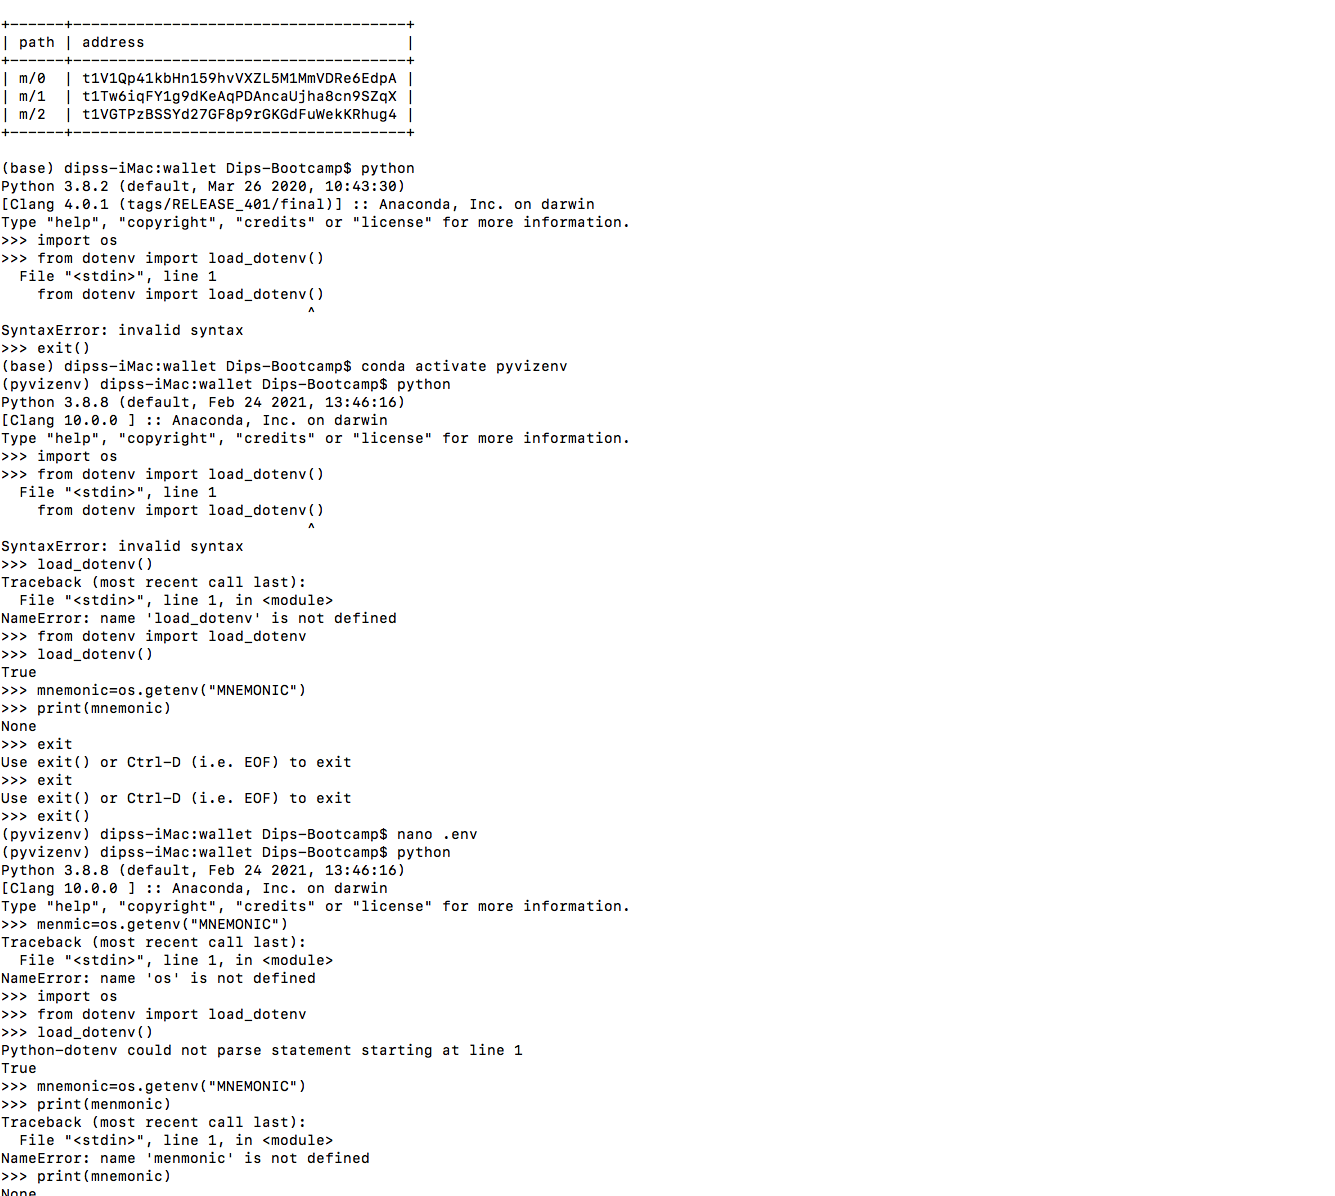 +------+-------------------------------------+
| path | address                             |
+------+-------------------------------------+
| m/0  | t1V1Qp41kbHn159hvVXZL5M1MmVDRe6EdpA |
| m/1  | t1Tw6iqFY1g9dKeAqPDAncaUjha8cn9SZqX |
| m/2  | t1VGTPzBSSYd27GF8p9rGKGdFuWekKRhug4 |
+------+-------------------------------------+
(base) dipss-iMac:wallet Dips-Bootcamp$ python
Python 3.8.2 (default, Mar 26 2020, 10:43:30)
[Clang 4.0.1 (tags/RELEASE_401/final)] :: Anaconda, Inc. on darwin
Type "help", "copyright", "credits" or "license" for more information.
>>> import os
>>> from dotenv import load_dotenv()
  File "<stdin>", line 1
    from dotenv import load_dotenv()
                                  ^
SyntaxError: invalid syntax
>>> exit()
(base) dipss-iMac:wallet Dips-Bootcamp$ conda activate pyvizenv
(pyvizenv) dipss-iMac:wallet Dips-Bootcamp$ python
Python 3.8.8 (default, Feb 24 2021, 13:46:16)
[Clang 10.0.0 ] :: Anaconda, Inc. on darwin
Type "help", "copyright", "credits" or "license" for more information.
>>> import os
>>> from dotenv import load_dotenv()
  File "<stdin>", line 1
    from dotenv import load_dotenv()
                                  ^
SyntaxError: invalid syntax
>>> load_dotenv()
Traceback (most recent call last):
  File "<stdin>", line 1, in <module>
NameError: name 'load_dotenv' is not defined
>>> from dotenv import load_dotenv
>>> load_dotenv()
True
>>> mnemonic=os.getenv("MNEMONIC")
>>> print(mnemonic)
None
>>> exit
Use exit() or Ctrl-D (i.e. EOF) to exit
>>> exit
Use exit() or Ctrl-D (i.e. EOF) to exit
>>> exit()
(pyvizenv) dipss-iMac:wallet Dips-Bootcamp$ nano .env
(pyvizenv) dipss-iMac:wallet Dips-Bootcamp$ python
Python 3.8.8 (default, Feb 24 2021, 13:46:16)
[Clang 10.0.0 ] :: Anaconda, Inc. on darwin
Type "help", "copyright", "credits" or "license" for more information.
>>> menmic=os.getenv("MNEMONIC")
Traceback (most recent call last):
  File "<stdin>", line 1, in <module>
NameError: name 'os' is not defined
>>> import os
>>> from dotenv import load_dotenv
>>> load_dotenv()
Python-dotenv could not parse statement starting at line 1
True
>>> mnemonic=os.getenv("MNEMONIC")
>>> print(menmonic)
Traceback (most recent call last):
  File "<stdin>", line 1, in <module>
NameError: name 'menmonic' is not defined
>>> print(mnemonic)
None